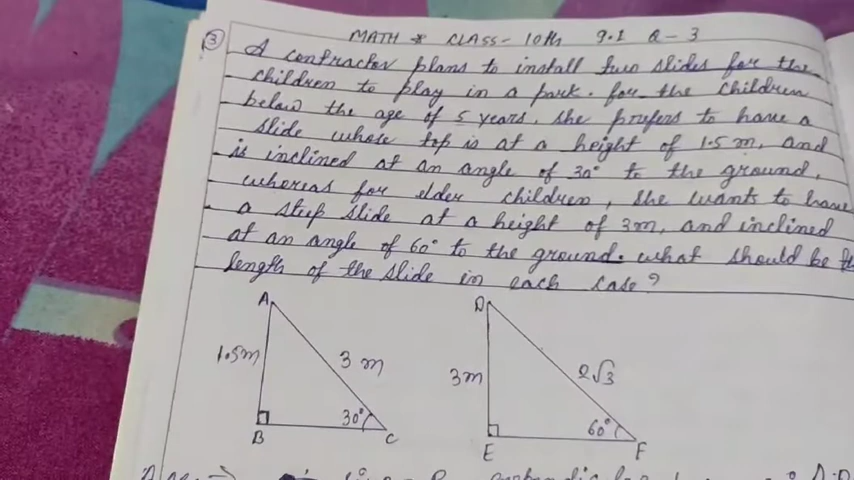 MATH * CLASS- 10th 9.1 Q-3
③ A contractor plans to install two slides for the
children to play in a park. for the children
below the age of 5 years. she prefers to have a
slide whose top is at a height of 1.5 m, and
is inclined at an angle of 30° to the ground,
whereas for elder children, she wants to have
a steep slide at a height of 3m, and inclined
at an angle of 60° to the ground. what should be
length of the slide in each case?
A
D
1.5m 3 m
3m 2√3
30°
60°
B C
E F